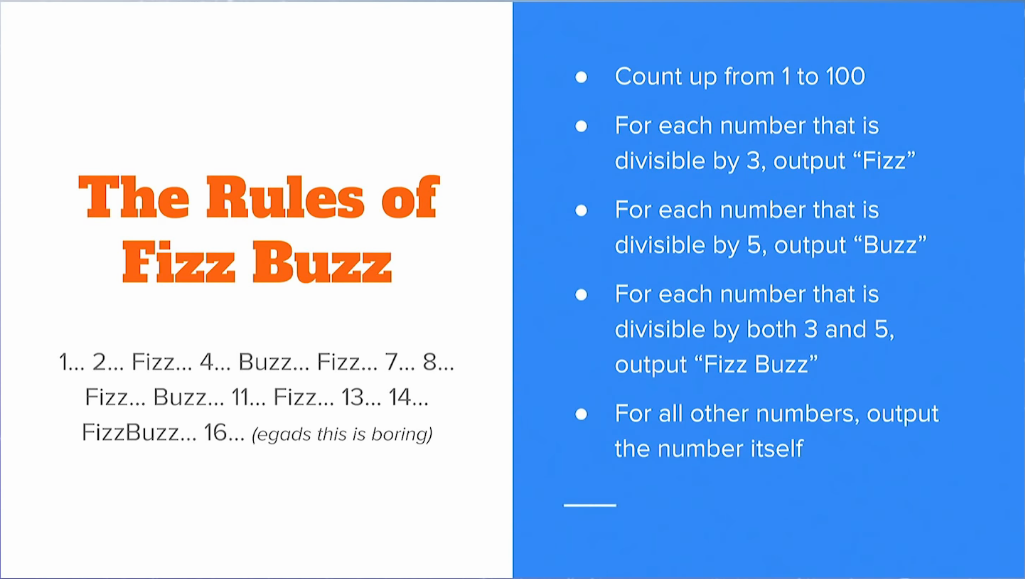 The Rules of
Fizz Buzz
1... 2... Fizz... 4... Buzz... Fizz... 7... 8...
Fizz... Buzz... 11... Fizz... 13... 14...
FizzBuzz... 16... (egads this is boring)
● Count up from 1 to 100
● For each number that is
divisible by 3, output “Fizz”
● For each number that is
divisible by 5, output “Buzz”
● For each number that is
divisible by both 3 and 5,
output “Fizz Buzz”
● For all other numbers, output
the number itself